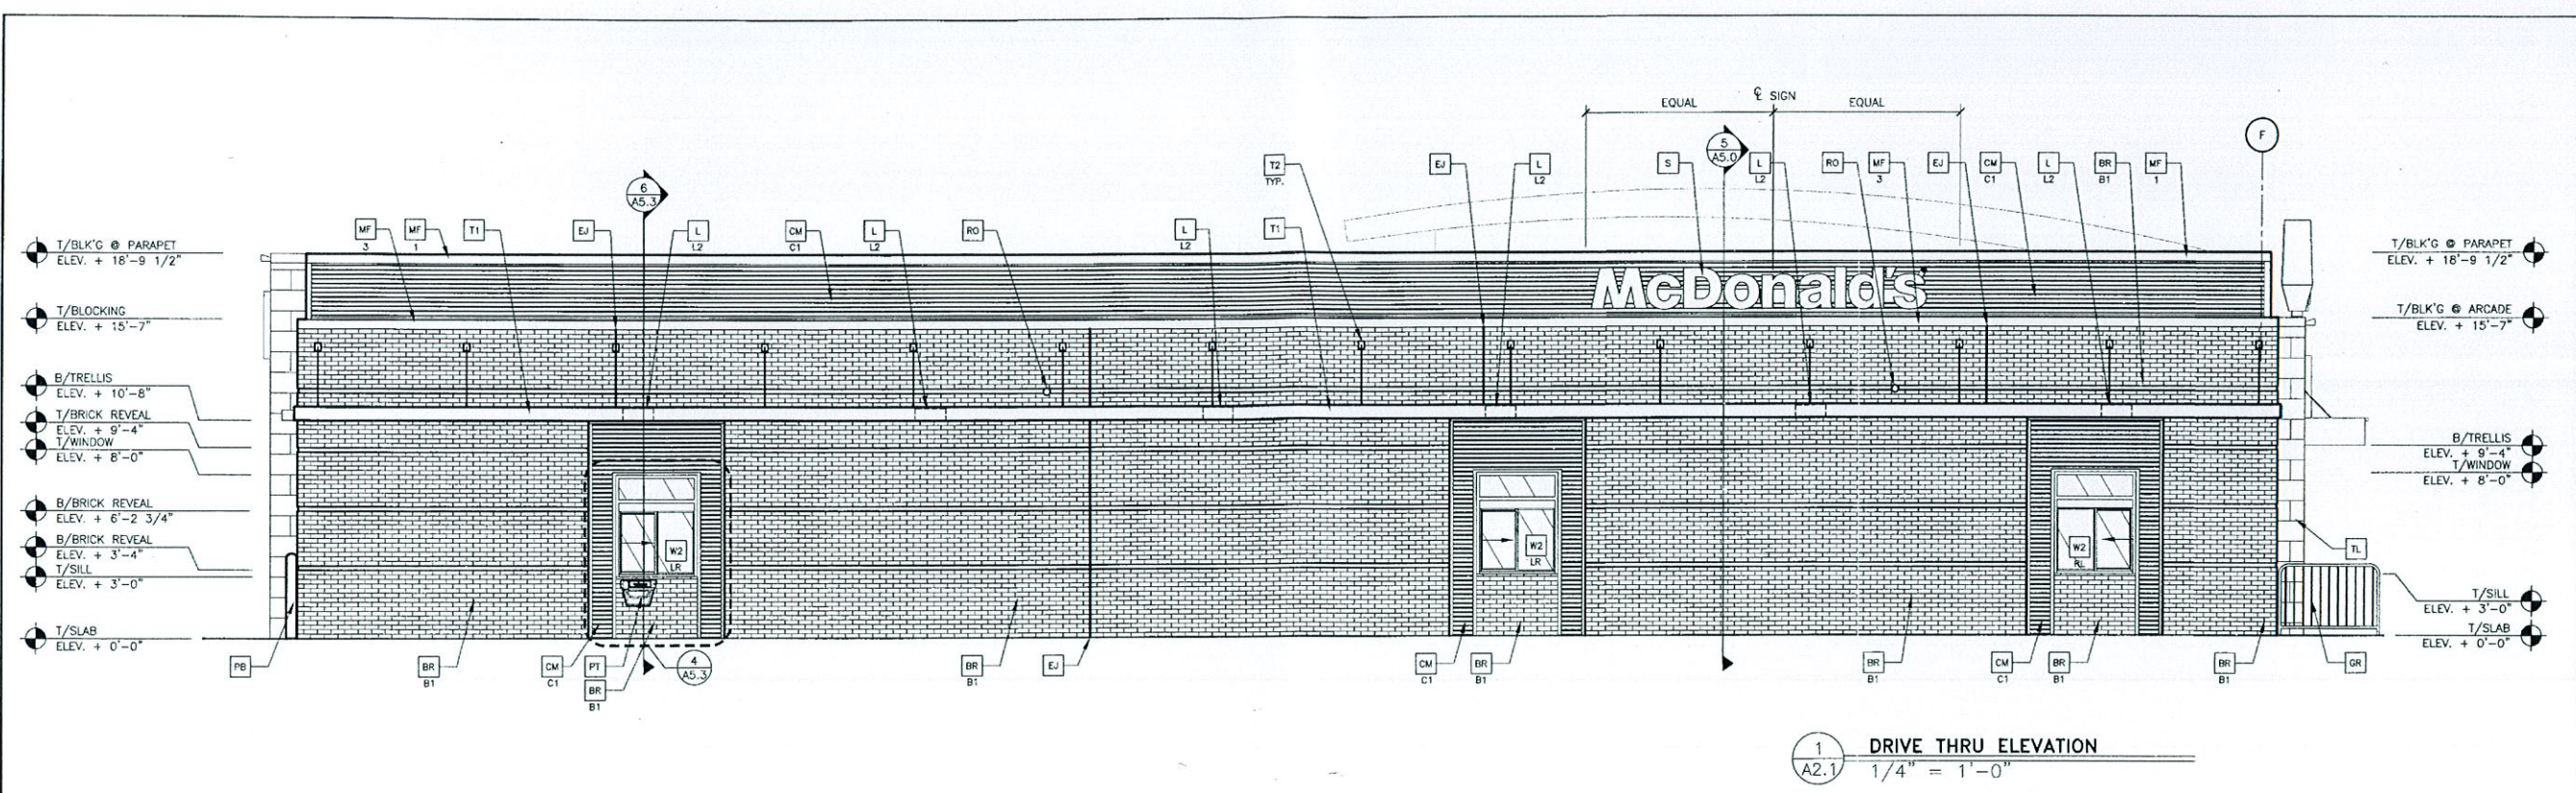 EQUAL
℄ SIGN
EQUAL
F
5
A5.0
T2
TYP.
EJ
L
L2
S
L
L2
RO
MF
3
EJ
CM
C1
L
L2
BR
B1
MF
1
6
A5.3
MF
3
MF
1
T1
EJ
L
L2
CM
C1
L
L2
RO
L
L2
T1
T/BLK'G @ PARAPET
ELEV. + 18'-9 1/2"
T/BLOCKING
ELEV. + 15'-7"
B/TRELLIS
ELEV. + 10'-8"
T/BRICK REVEAL
ELEV. + 9'-4"
T/WINDOW
ELEV. + 8'-0"
B/BRICK REVEAL
ELEV. + 6'-2 3/4"
B/BRICK REVEAL
ELEV. + 3'-4"
T/SILL
ELEV. + 3'-0"
T/SLAB
ELEV. + 0'-0"
McDonald's
W2
LR
W2
LR
W2
RL
T/BLK'G @ PARAPET
ELEV. + 18'-9 1/2"
T/BLK'G @ ARCADE
ELEV. + 15'-7"
B/TRELLIS
ELEV. + 9'-4"
T/WINDOW
ELEV. + 8'-0"
TL
T/SILL
ELEV. + 3'-0"
T/SLAB
ELEV. + 0'-0"
PB
BR
B1
CM
C1
PT
BR
B1
4
A5.3
BR
B1
EJ
CM
C1
BR
B1
BR
B1
CM
C1
BR
B1
BR
B1
GR
1
A2.1
DRIVE THRU ELEVATION
1/4" = 1'-0"